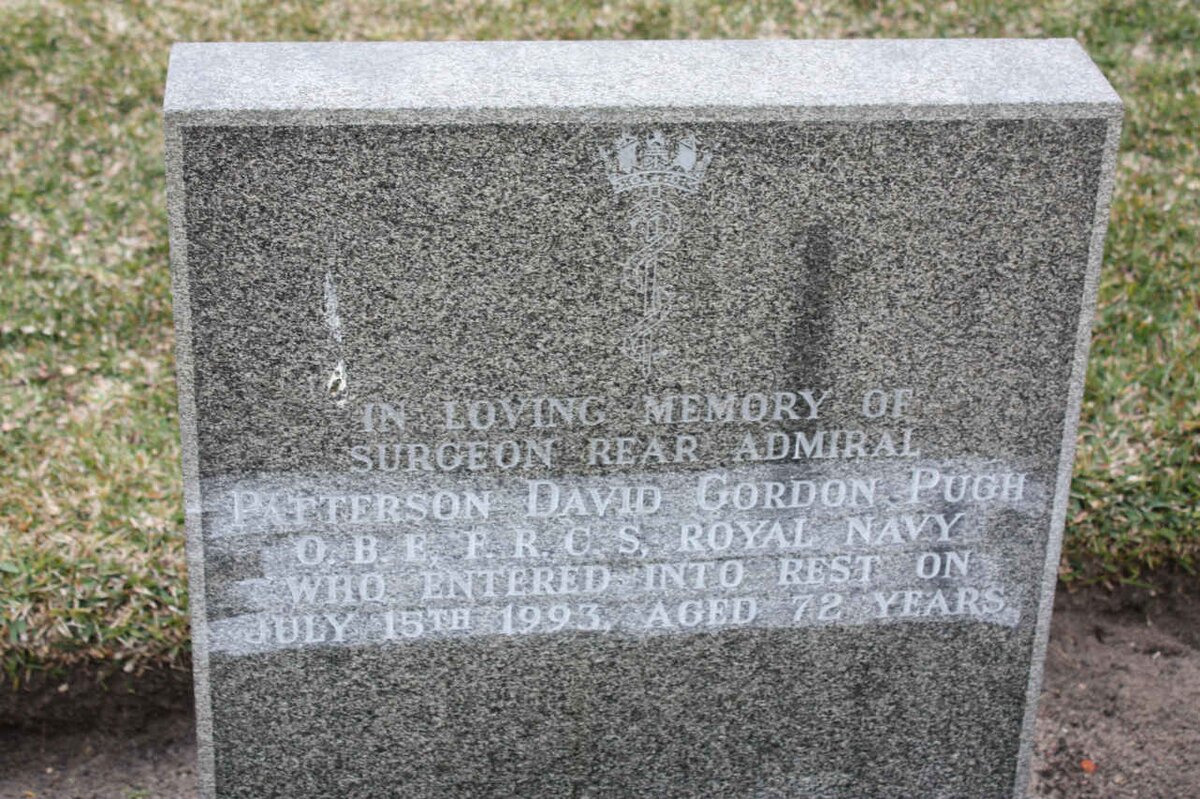 IN LOVING MEMORY OF
SURGEON REAR ADMIRAL
PATTERSON DAVID GORDON PUGH
O.B.E, F.R.C.S, ROYAL NAVY
WHO ENTERED INTO REST ON
JULY 15TH 1993, AGED 72 YEARS,